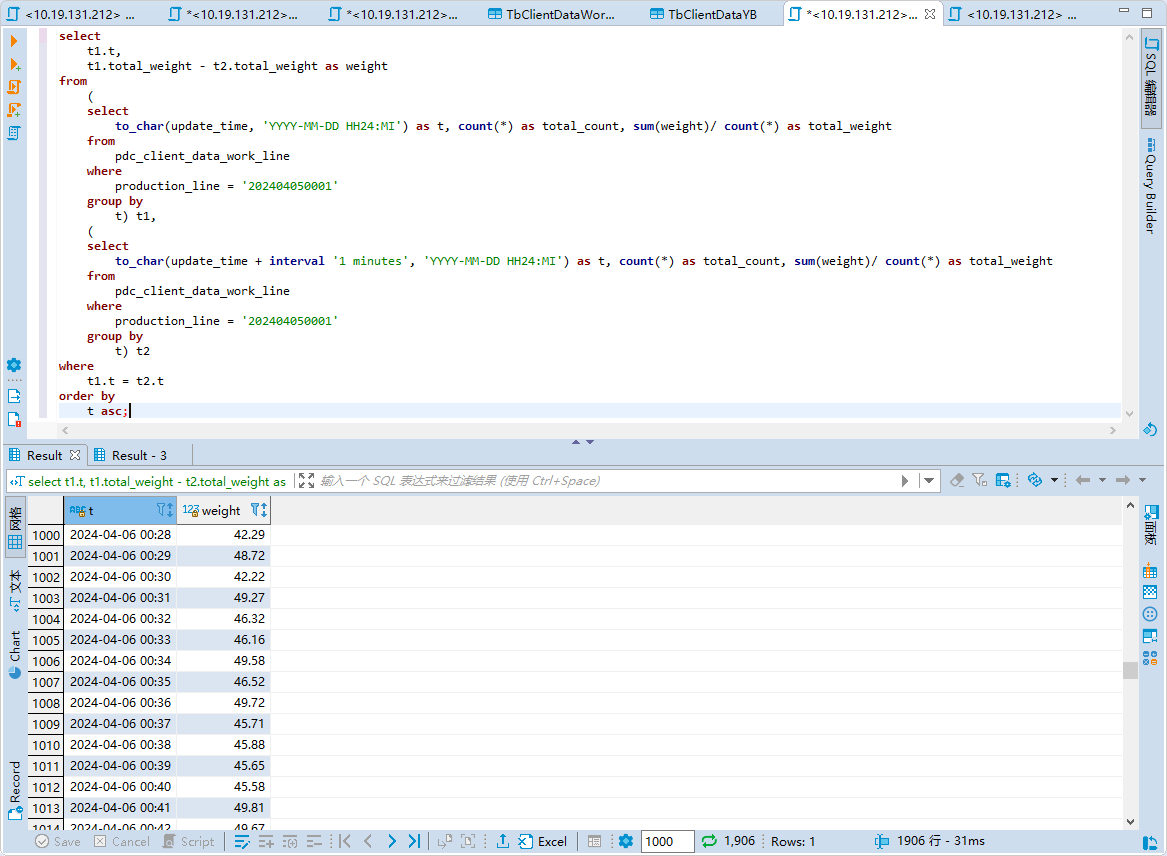 <10.19.131.212> ...
*<10.19.131.212>...
*<10.19.131.212>...
TbClientDataWor...
TbClientDataYB
*<10.19.131.212>...
<10.19.131.212> ...
select
t1.t,
t1.total_weight - t2.total_weight as weight
from
(
select
to_char(update_time, 'YYYY-MM-DD HH24:MI') as t, count(*) as total_count, sum(weight)/ count(*) as total_weight
from
pdc_client_data_work_line
where
production_line = '202404050001'
group by
t) t1,
(
select
to_char(update_time + interval '1 minutes', 'YYYY-MM-DD HH24:MI') as t, count(*) as total_count, sum(weight)/ count(*) as total_weight
from
pdc_client_data_work_line
where
production_line = '202404050001'
group by
t) t2
where
t1.t = t2.t
order by
t asc;
SQL 编辑器
Query Builder
Result
Result - 3
select t1.t, t1.total_weight - t2.total_weight as
输入一个 SQL 表达式来过滤结果 (使用 Ctrl+Space)
网格
文本
Chart
Record
面板
ABC t
123 weight
1000 2024-04-06 00:28 42.29
1001 2024-04-06 00:29 48.72
1002 2024-04-06 00:30 42.22
1003 2024-04-06 00:31 49.27
1004 2024-04-06 00:32 46.32
1005 2024-04-06 00:33 46.16
1006 2024-04-06 00:34 49.58
1007 2024-04-06 00:35 46.52
1008 2024-04-06 00:36 49.72
1009 2024-04-06 00:37 45.71
1010 2024-04-06 00:38 45.88
1011 2024-04-06 00:39 45.65
1012 2024-04-06 00:40 45.58
1013 2024-04-06 00:41 49.81
1014 2024-04-06 00:42 49.67
Save
Cancel
Script
Excel
1000
1,906
Rows: 1
1906 行 - 31ms